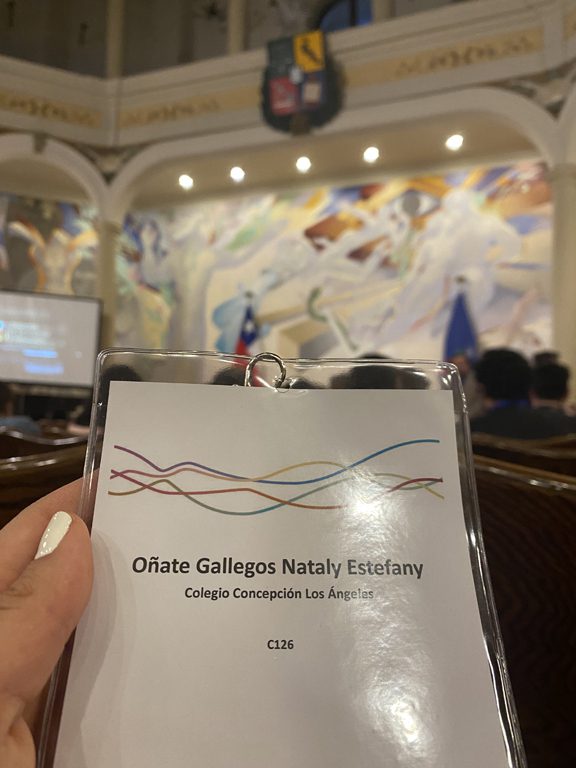 Oñate Gallegos Nataly Estefany
Colegio Concepción Los Ángeles
C126